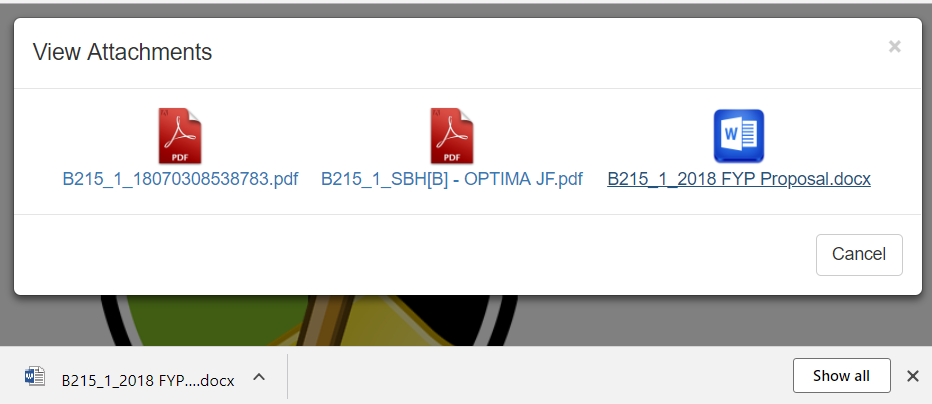 View Attachments
×
PDF
PDF
W
B215_1_18070308538783.pdf
B215_1_SBH[B] - OPTIMA JF.pdf
B215_1_2018 FYP Proposal.docx
Cancel
B215_1_2018 FYP....docx
Show all